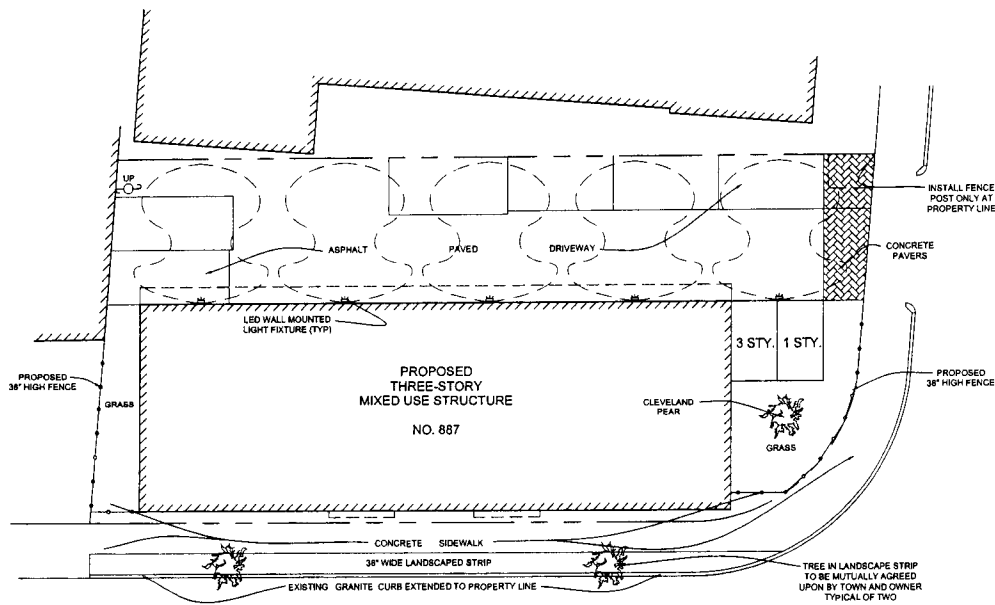 UP
INSTALL FENCE
POST ONLY AT
PROPERTY LINE
ASPHALT PAVED DRIVEWAY
CONCRETE
PAVERS
LED WALL MOUNTED
LIGHT FIXTURE (TYP)
3 STY. 1 STY.
PROPOSED
THREE-STORY
MIXED USE STRUCTURE
NO. 887
PROPOSED
36" HIGH FENCE
GRASS
PROPOSED
36" HIGH FENCE
CLEVELAND
PEAR
GRASS
CONCRETE SIDEWALK
36" WIDE LANDSCAPED STRIP
EXISTING GRANITE CURB EXTENDED TO PROPERTY LINE
TREE IN LANDSCAPE STRIP
TO BE MUTUALLY AGREED
UPON BY TOWN AND OWNER
TYPICAL OF TWO